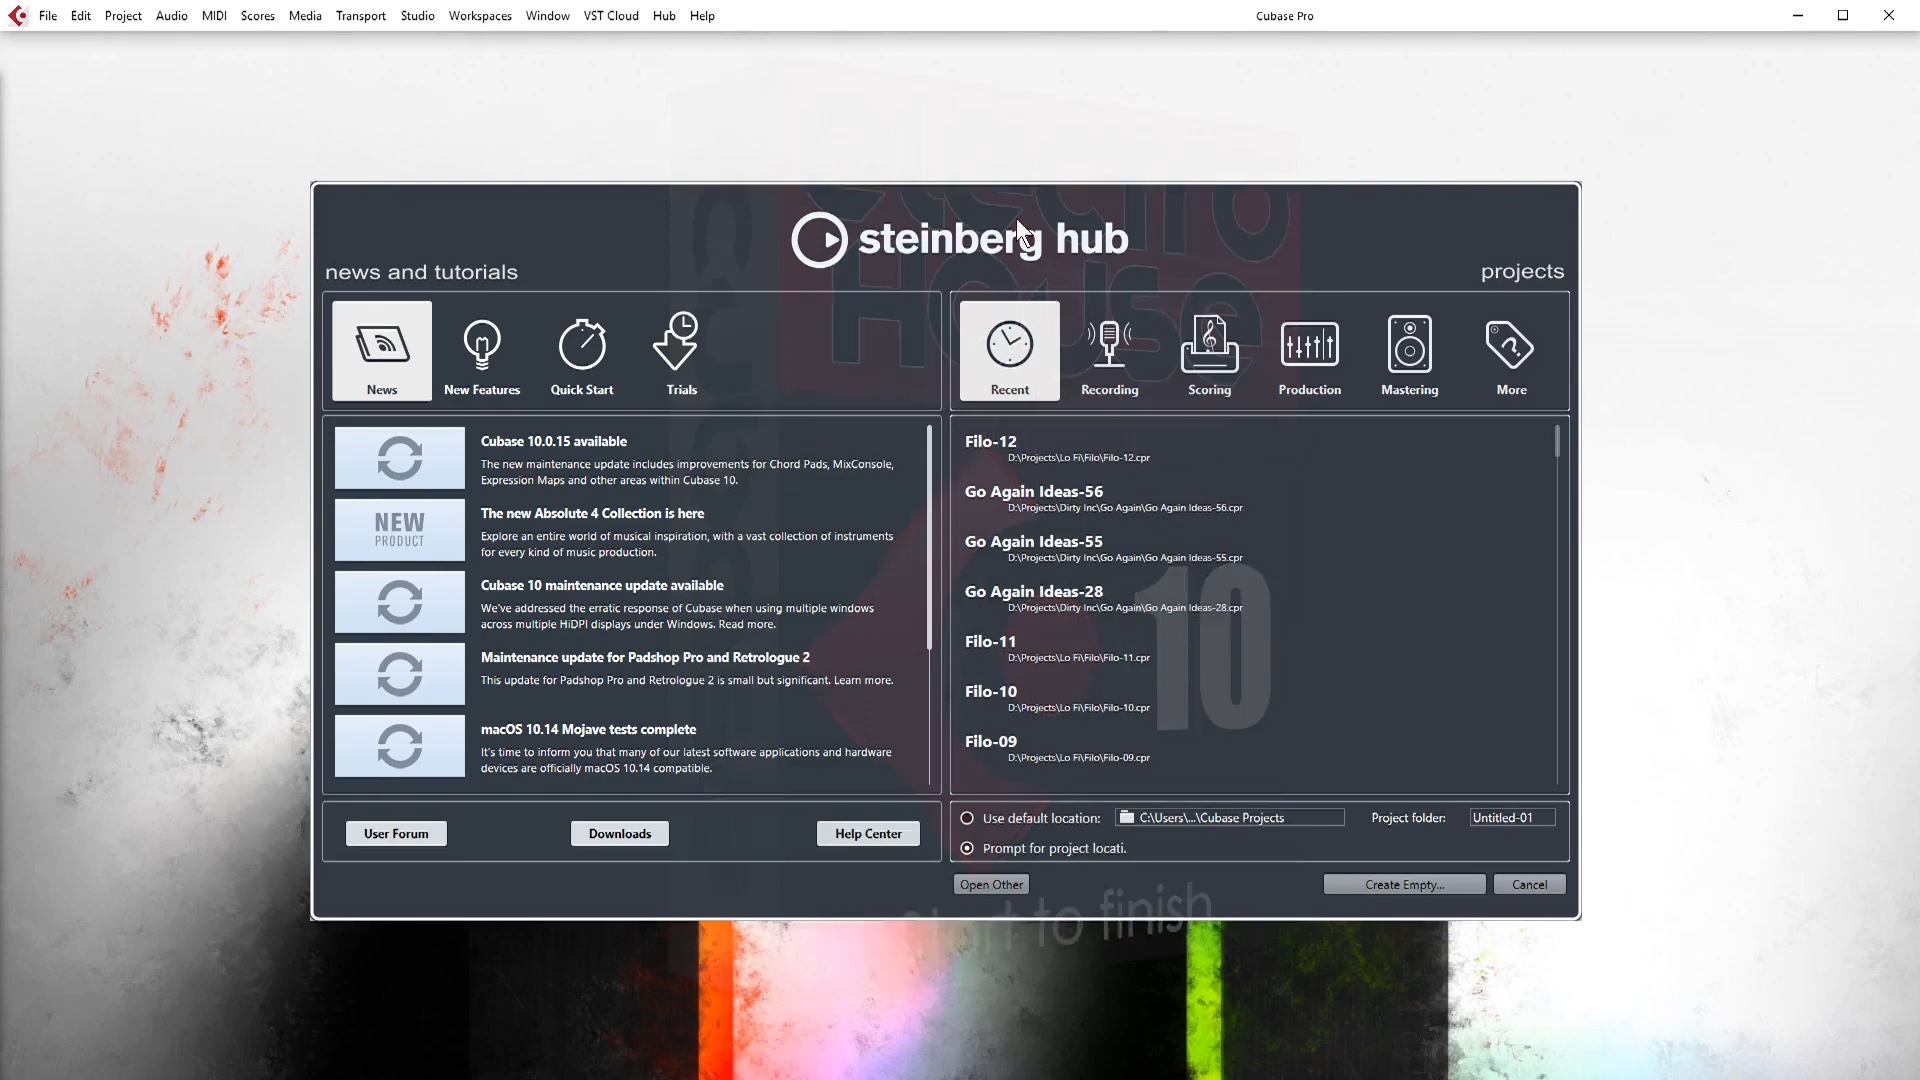 File Edit Project Audio MIDI Scores Media Transport Studio Workspaces Window VST Cloud Hub Help
Cubase Pro
steinberg hub
news and tutorials
projects
News
New Features
Quick Start
Trials
Recent
Recording
Scoring
Production
Mastering
More
Cubase 10.0.15 available
The new maintenance update includes improvements for Chord Pads, MixConsole,
Expression Maps and other areas within Cubase 10.
NEW
PRODUCT
The new Absolute 4 Collection is here
Explore an entire world of musical inspiration, with a vast collection of instruments
for every kind of music production.
Cubase 10 maintenance update available
We've addressed the erratic response of Cubase when using multiple windows
across multiple HiDPI displays under Windows. Read more.
Maintenance update for Padshop Pro and Retrologue 2
This update for Padshop Pro and Retrologue 2 is small but significant. Learn more.
macOS 10.14 Mojave tests complete
It's time to inform you that many of our latest software applications and hardware
devices are officially macOS 10.14 compatible.
User Forum
Downloads
Help Center
Filo-12
D:\Projects\Lo Fi\Filo\Filo-12.cpr
Go Again Ideas-56
D:\Projects\Dirty Inc\Go Again\Go Again Ideas-56.cpr
Go Again Ideas-55
D:\Projects\Dirty Inc\Go Again\Go Again Ideas-55.cpr
Go Again Ideas-28
D:\Projects\Dirty Inc\Go Again\Go Again Ideas-28.cpr
Filo-11
D:\Projects\Lo Fi\Filo\Filo-11.cpr
Filo-10
D:\Projects\Lo Fi\Filo\Filo-10.cpr
Filo-09
D:\Projects\Lo Fi\Filo\Filo-09.cpr
Use default location:
C:\Users\...\Cubase Projects
Project folder:
Untitled-01
Prompt for project locati.
Open Other
Create Empty...
Cancel
House
10
to finish